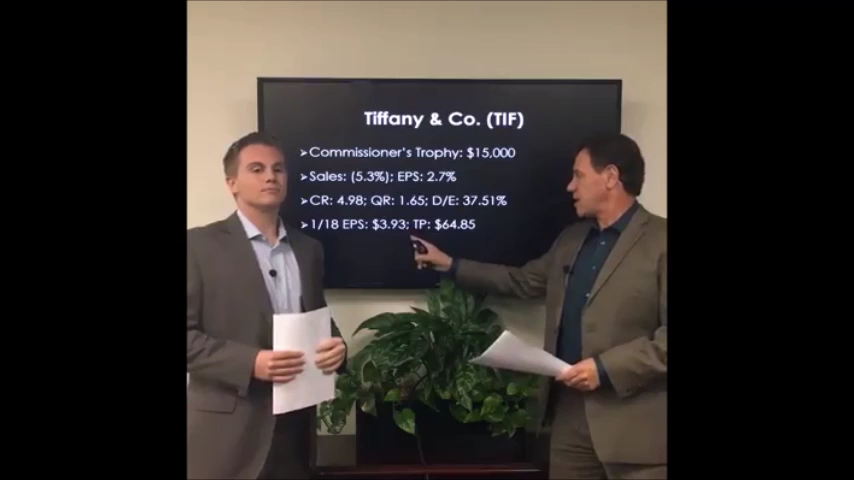 Tiffany & Co. (TIF)
➢Commissioner's Trophy: $15,000
➢Sales: (5.3%); EPS: 2.7%
➢CR: 4.98; QR: 1.65; D/E: 37.51%
➢1/18 EPS: $3.93; TP: $64.85